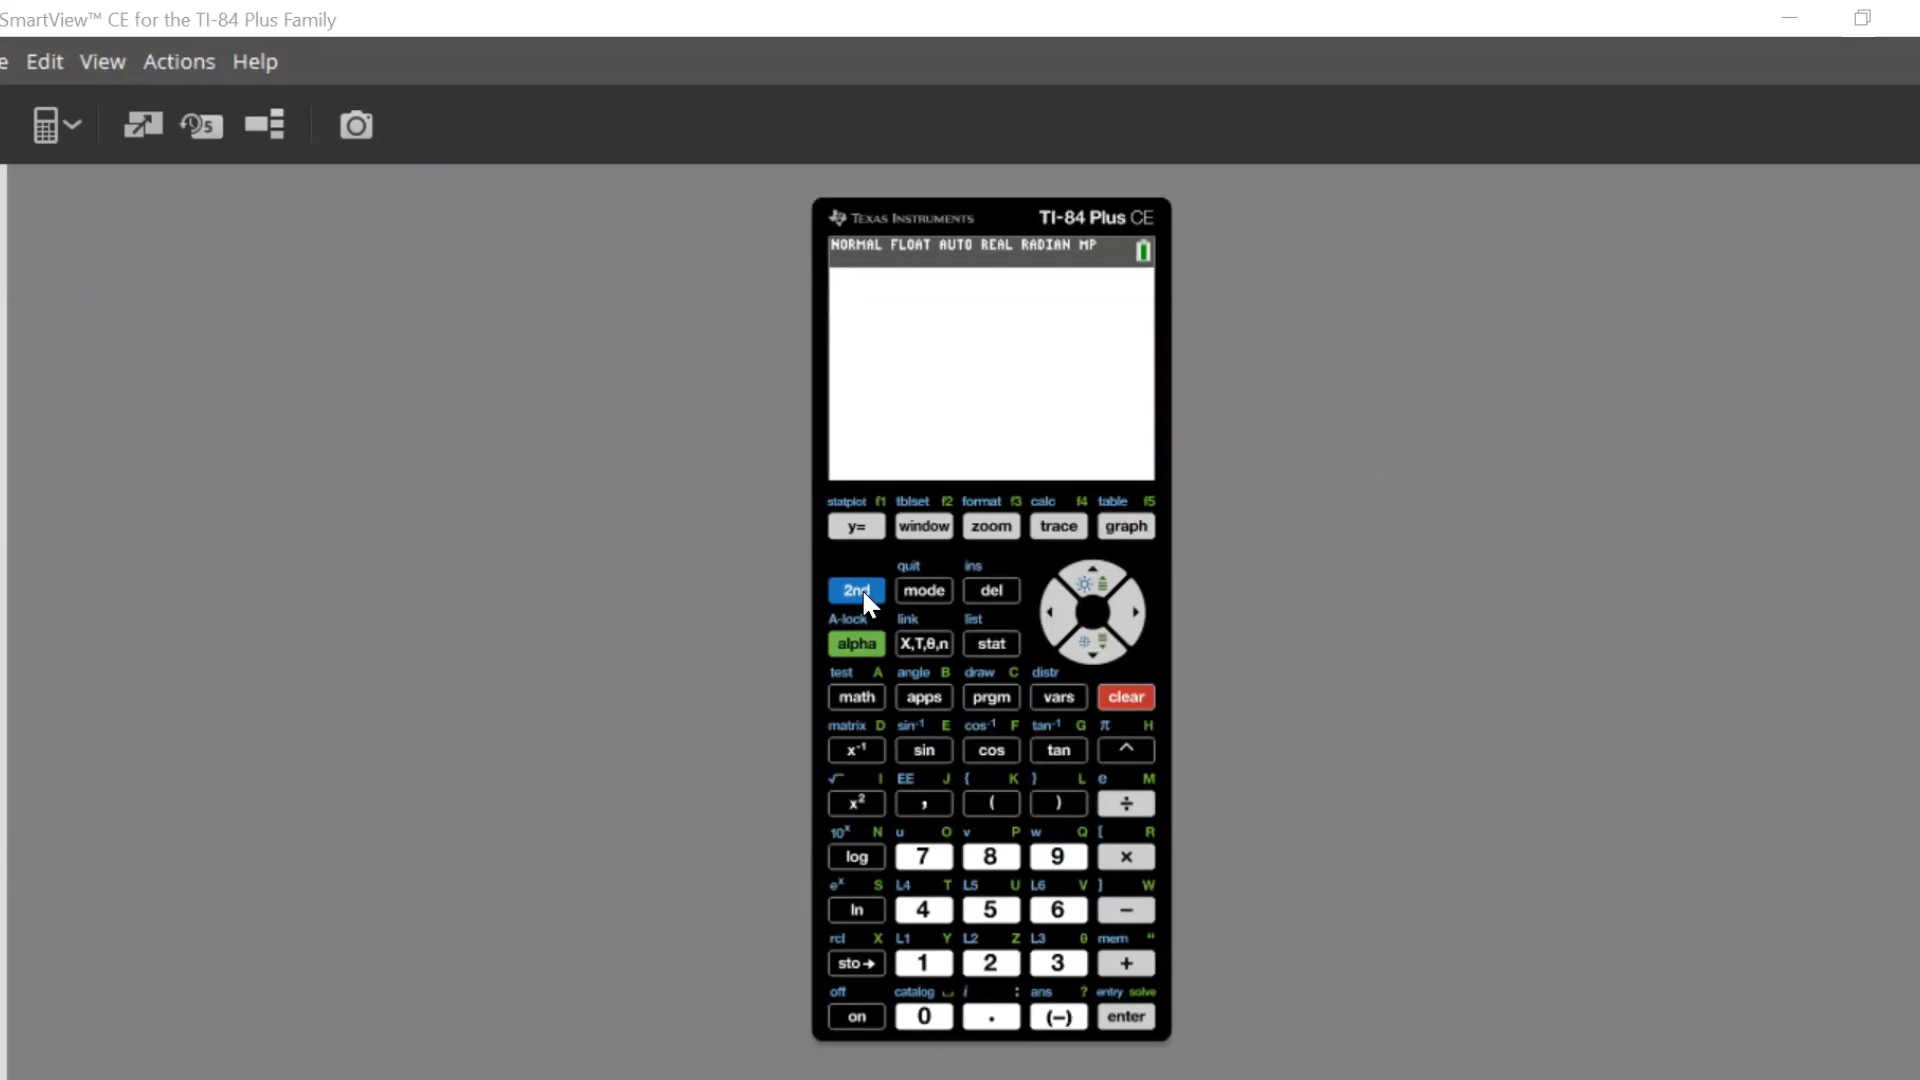 SmartView™ CE for the TI-84 Plus Family
e Edit View Actions Help
5
TEXAS INSTRUMENTS TI-84 Plus CE
NORMAL FLOAT AUTO REAL RADIAN MP
statplot f1 tblset f2 format f3 calc f4 table f5
y= window zoom trace graph
quit ins
2nd mode del
A-lock link list
alpha X,T,θ,n stat
test A angle B draw C distr
math apps prgm vars clear
matrix D sin⁻¹ E cos⁻¹ F tan⁻¹ G π H
x⁻¹ sin cos tan ^
√ I EE J { K } L e M
x² , ( ) ÷
10ˣ N u O v P w Q [ R
log 7 8 9 ×
eˣ S L4 T L5 U L6 V ] W
ln 4 5 6 −
rcl X L1 Y L2 Z L3 θ mem “
sto→ 1 2 3 +
off catalog ⎵ i : ans ? entry solve
on 0 . (−) enter